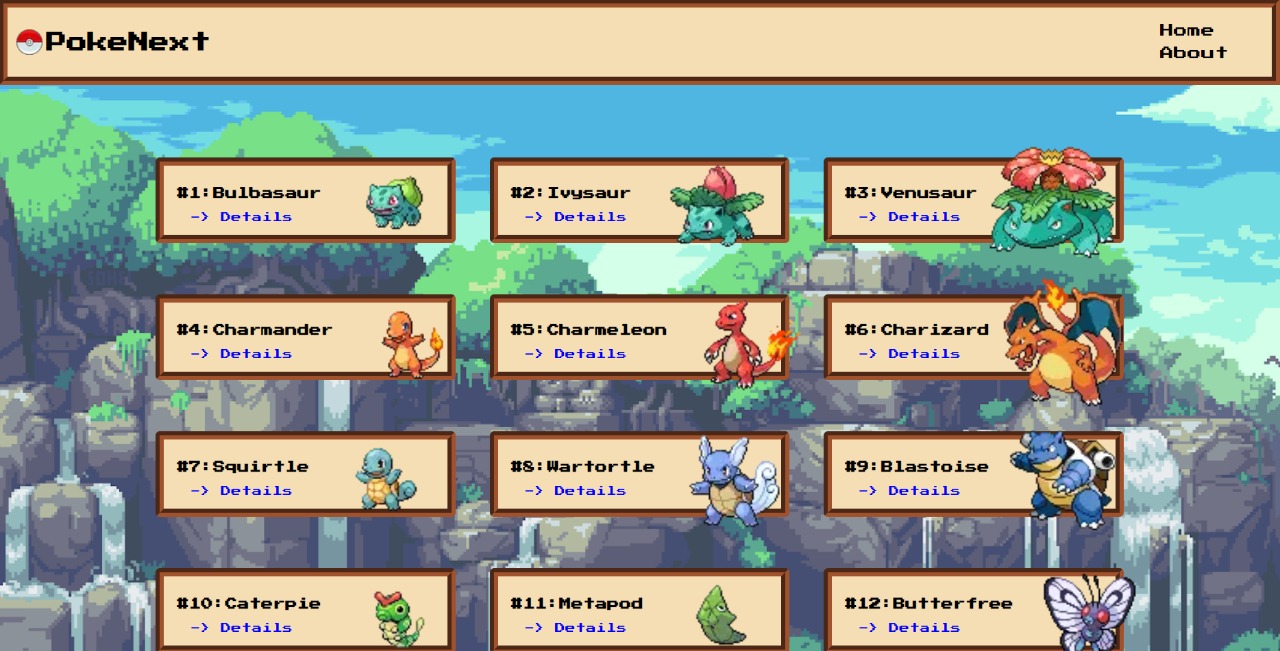 PokeNext
Home
About
#1:Bulbasaur
-> Details
#2:Ivysaur
-> Details
#3:Venusaur
-> Details
#4:Charmander
-> Details
#5:Charmeleon
-> Details
#6:Charizard
-> Details
#7:Squirtle
-> Details
#8:Wartortle
-> Details
#9:Blastoise
-> Details
#10:Caterpie
-> Details
#11:Metapod
-> Details
#12:Butterfree
-> Details